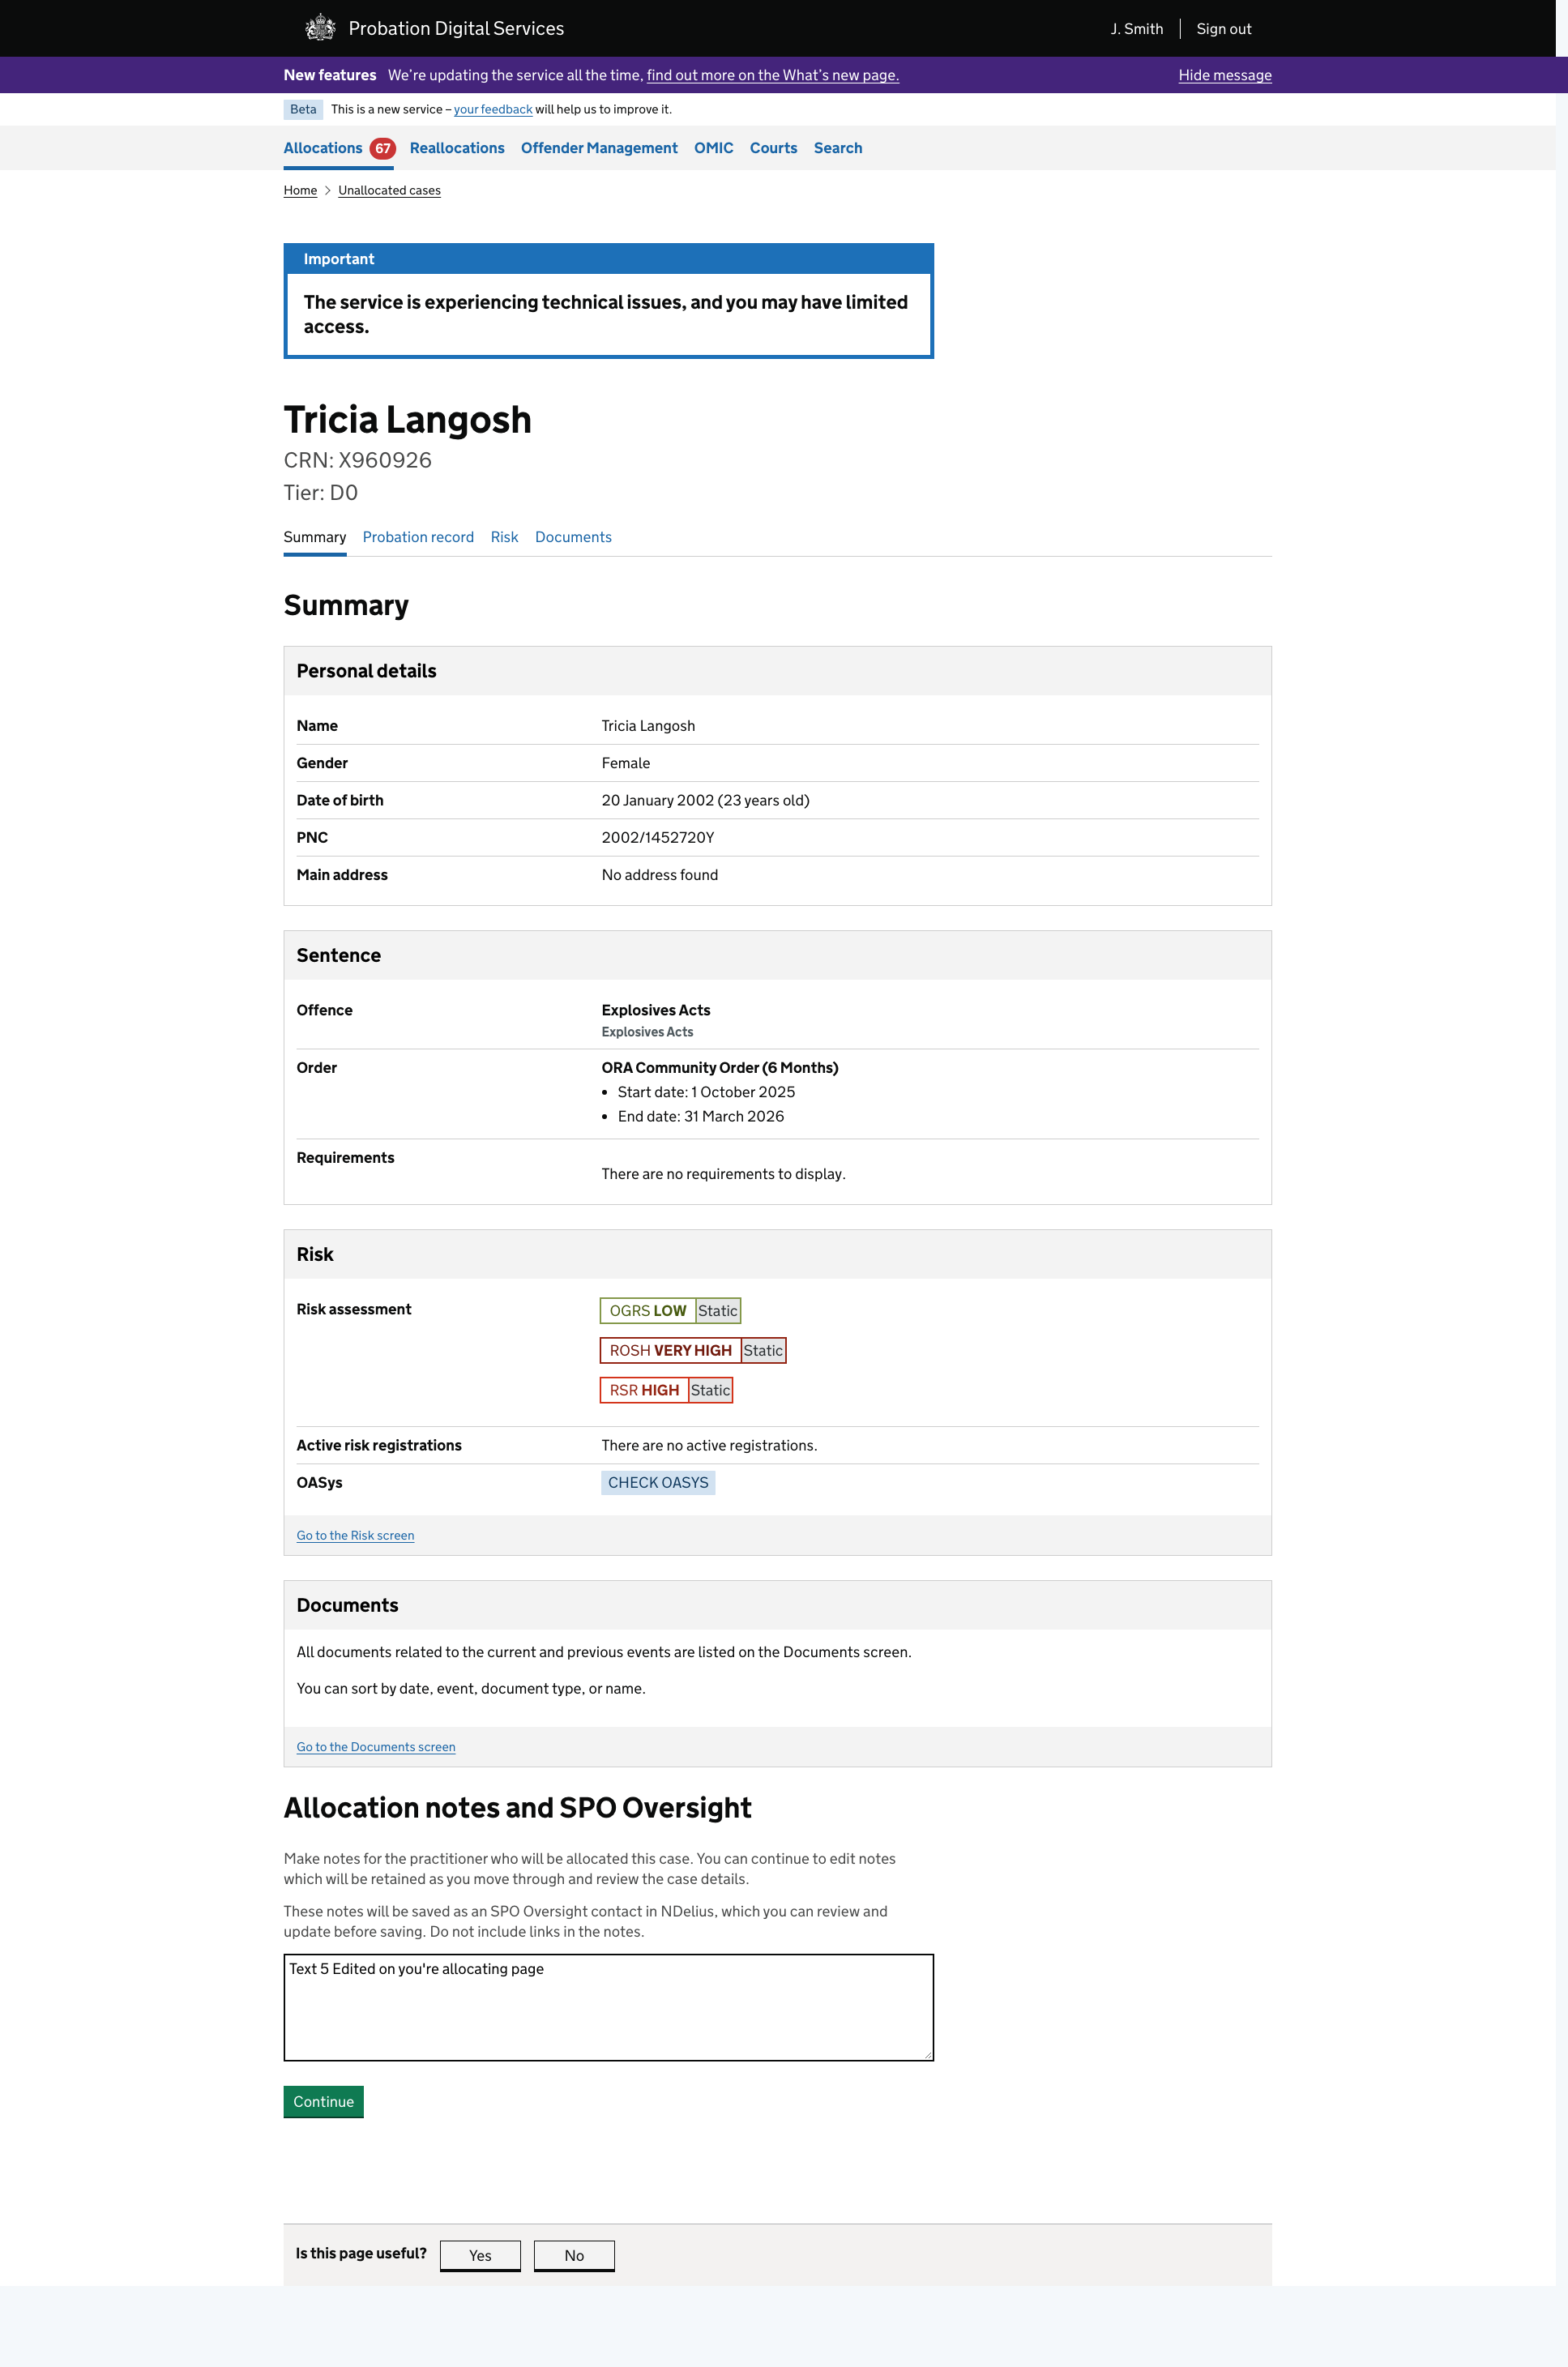 Probation Digital Services
J. Smith
Sign out
New features We’re updating the service all the time, find out more on the What’s new page.
Hide message
Beta This is a new service – your feedback will help us to improve it.
Allocations 67 Reallocations Offender Management OMIC Courts Search
Home Unallocated cases
Important
The service is experiencing technical issues, and you may have limited
access.
Tricia Langosh
CRN: X960926
Tier: D0
Summary Probation record Risk Documents
Summary
Personal details
Name Tricia Langosh
Gender Female
Date of birth 20 January 2002 (23 years old)
PNC 2002/1452720Y
Main address No address found
Sentence
Offence Explosives Acts
Explosives Acts
Order ORA Community Order (6 Months)
Start date: 1 October 2025
End date: 31 March 2026
Requirements
There are no requirements to display.
Risk
Risk assessment OGRS LOW Static
ROSH VERY HIGH Static
RSR HIGH Static
Active risk registrations There are no active registrations.
OASys CHECK OASYS
Go to the Risk screen
Documents
All documents related to the current and previous events are listed on the Documents screen.
You can sort by date, event, document type, or name.
Go to the Documents screen
Allocation notes and SPO Oversight
Make notes for the practitioner who will be allocated this case. You can continue to edit notes
which will be retained as you move through and review the case details.
These notes will be saved as an SPO Oversight contact in NDelius, which you can review and
update before saving. Do not include links in the notes.
Text 5 Edited on you're allocating page
Continue
Is this page useful? Yes No